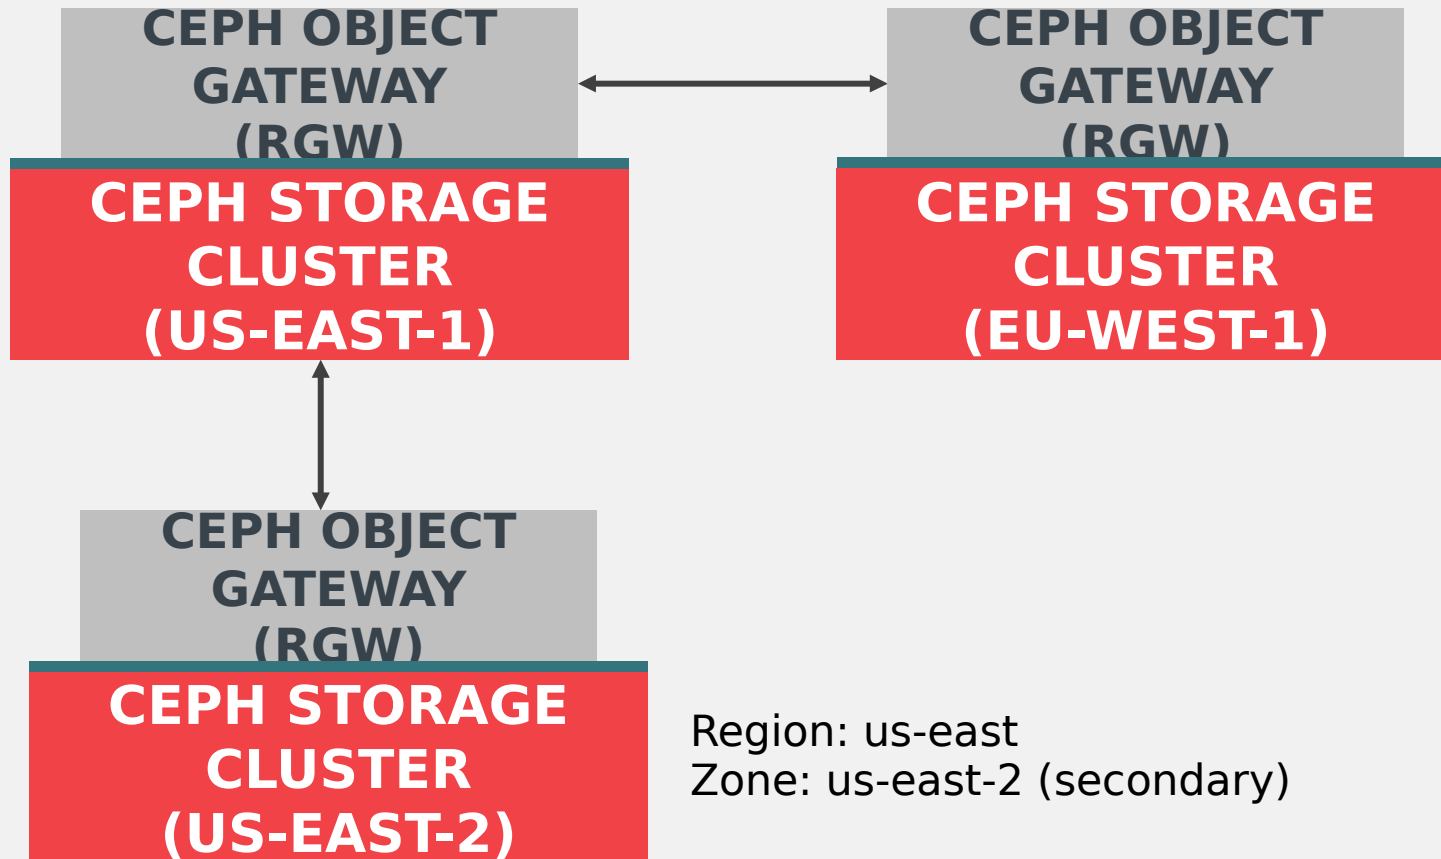 CEPH OBJECT
GATEWAY
(RGW)
CEPH STORAGE
CLUSTER
(US-EAST-1)
CEPH OBJECT
GATEWAY
(RGW)
CEPH STORAGE
CLUSTER
(EU-WEST-1)
CEPH OBJECT
GATEWAY
(RGW)
CEPH STORAGE
CLUSTER
(US-EAST-2)
Region: us-east
Zone: us-east-2 (secondary)